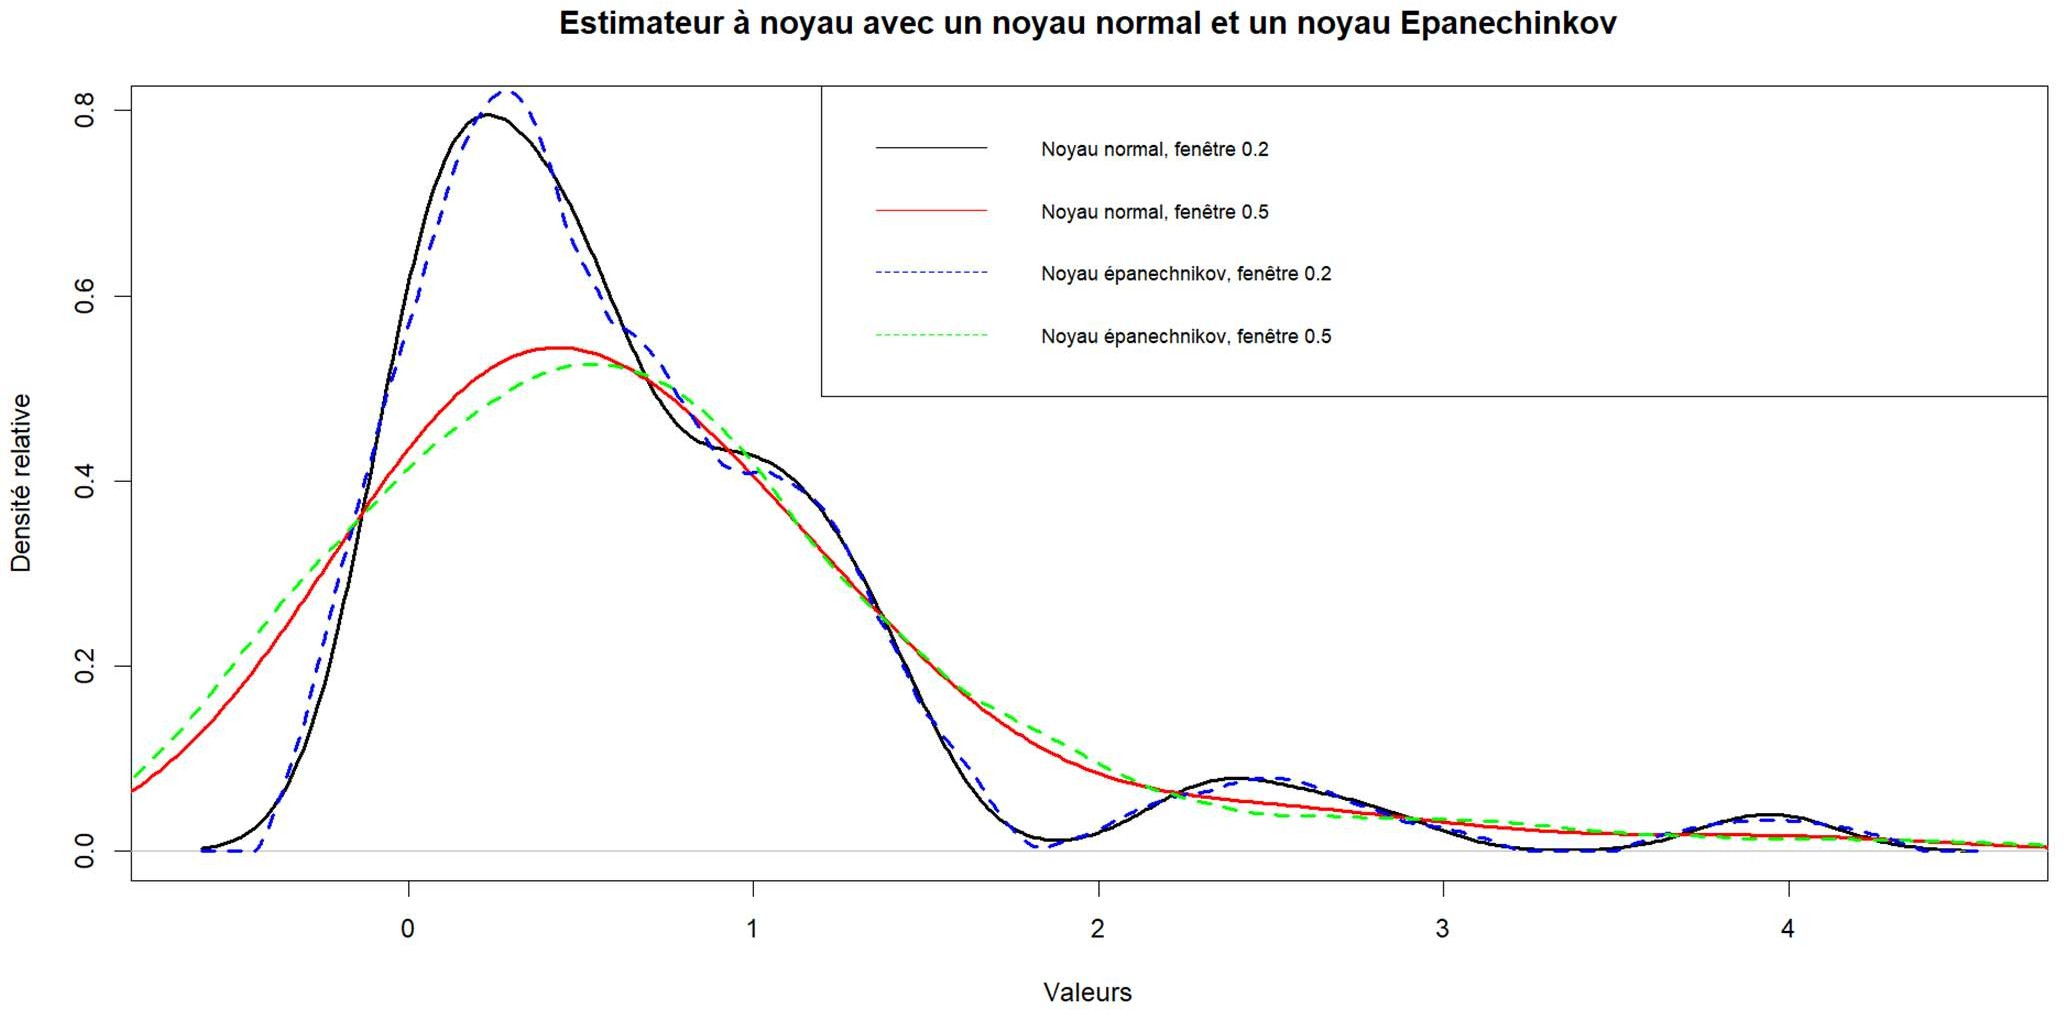 Estimateur à noyau avec un noyau normal et un noyau Epanechinkov
Noyau normal, fenêtre 0.2
Noyau normal, fenêtre 0.5
Noyau épanechnikov, fenêtre 0.2
Noyau épanechnikov, fenêtre 0.5
Densité relative
0.8
0.6
0.4
0.2
0.0
0 1 2 3 4
Valeurs